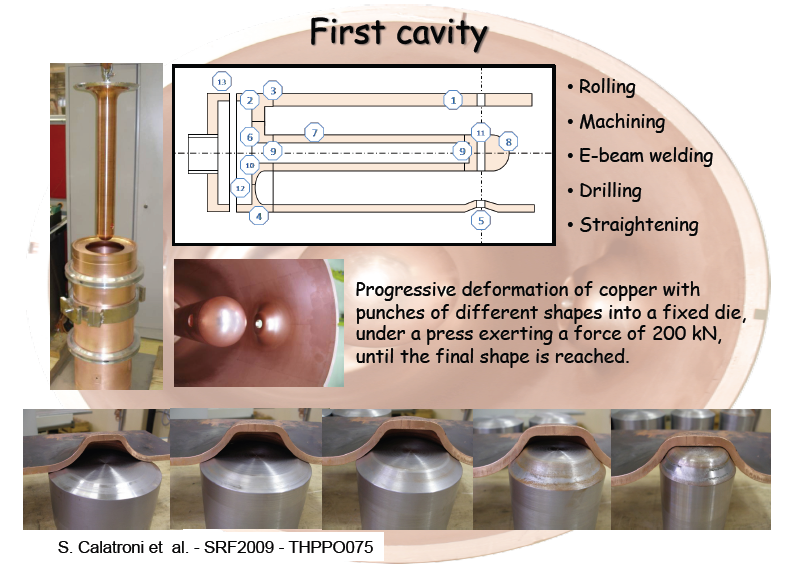 First cavity
13
3
2
1
6
7
11
8
9
9
10
12
4
5
• Rolling
• Machining
• E-beam welding
• Drilling
• Straightening
Progressive deformation of copper with
punches of different shapes into a fixed die,
under a press exerting a force of 200 kN,
until the final shape is reached.
S. Calatroni et al. - SRF2009 - THPPO075